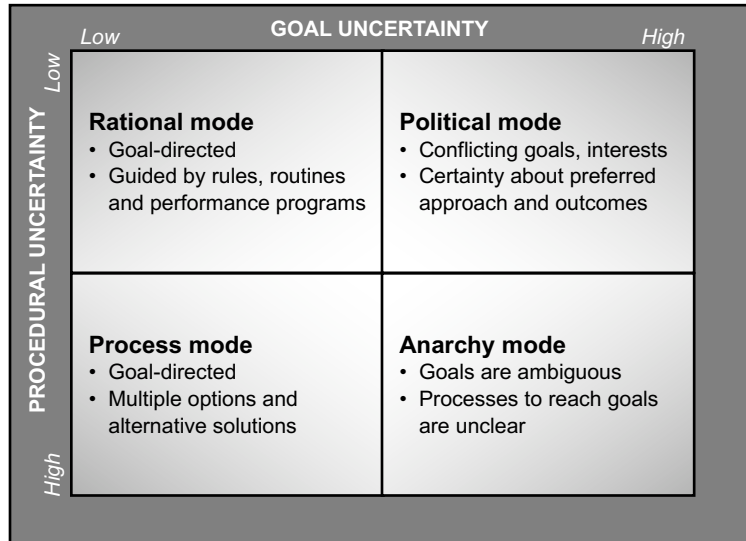 GOAL UNCERTAINTY
Low
High
Low
PROCEDURAL UNCERTAINTY
High
Rational mode
• Goal-directed
• Guided by rules, routines
and performance programs
Political mode
• Conflicting goals, interests
• Certainty about preferred
approach and outcomes
Process mode
• Goal-directed
• Multiple options and
alternative solutions
Anarchy mode
• Goals are ambiguous
• Processes to reach goals
are unclear